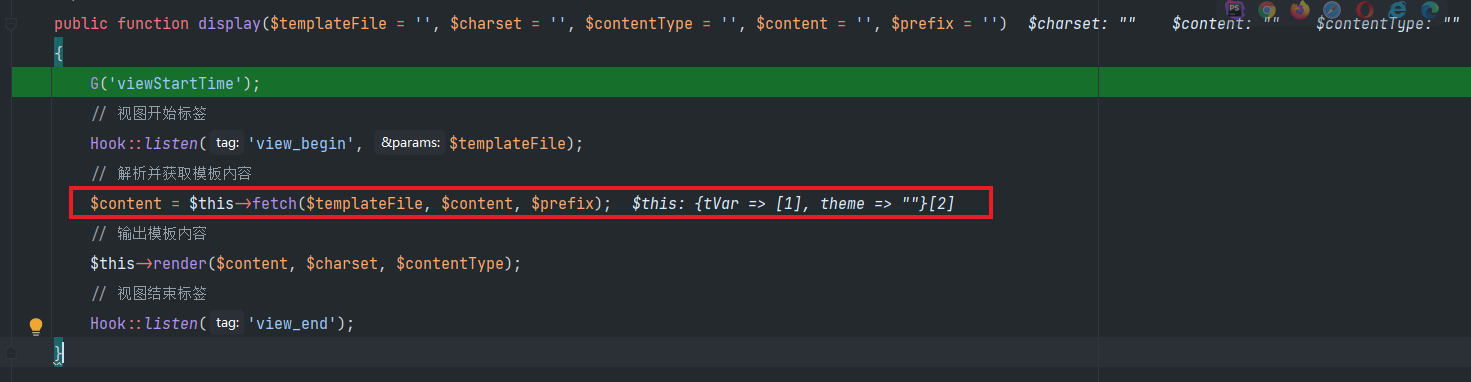 public function display($templateFile = '', $charset = '', $contentType = '', $content = '', $prefix = '') $charset: "" $content: "" $contentType: ""
{
G('viewStartTime');
// 视图开始标签
Hook::listen( tag: 'view_begin', &params: $templateFile);
// 解析并获取模板内容
$content = $this->fetch($templateFile, $content, $prefix); $this: {tVar => [1], theme => ""}[2]
// 输出模板内容
$this->render($content, $charset, $contentType);
// 视图结束标签
Hook::listen( tag: 'view_end');
}